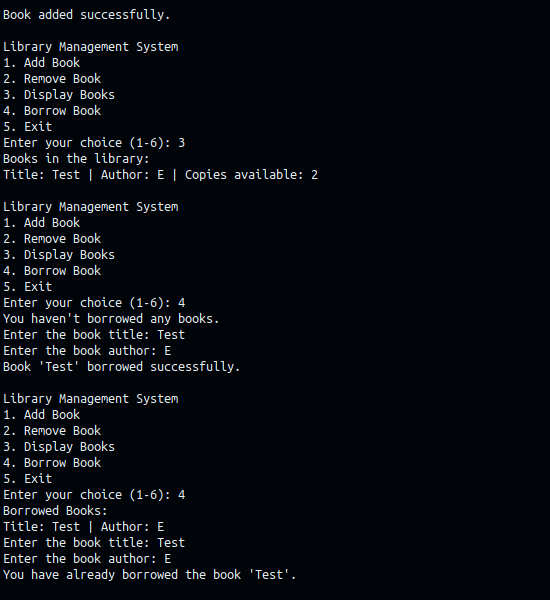 Book added successfully.
Library Management System
1. Add Book
2. Remove Book
3. Display Books
4. Borrow Book
5. Exit
Enter your choice (1-6): 3
Books in the library:
Title: Test | Author: E | Copies available: 2
Library Management System
1. Add Book
2. Remove Book
3. Display Books
4. Borrow Book
5. Exit
Enter your choice (1-6): 4
You haven't borrowed any books.
Enter the book title: Test
Enter the book author: E
Book 'Test' borrowed successfully.
Library Management System
1. Add Book
2. Remove Book
3. Display Books
4. Borrow Book
5. Exit
Enter your choice (1-6): 4
Borrowed Books:
Title: Test | Author: E
Enter the book title: Test
Enter the book author: E
You have already borrowed the book 'Test'.